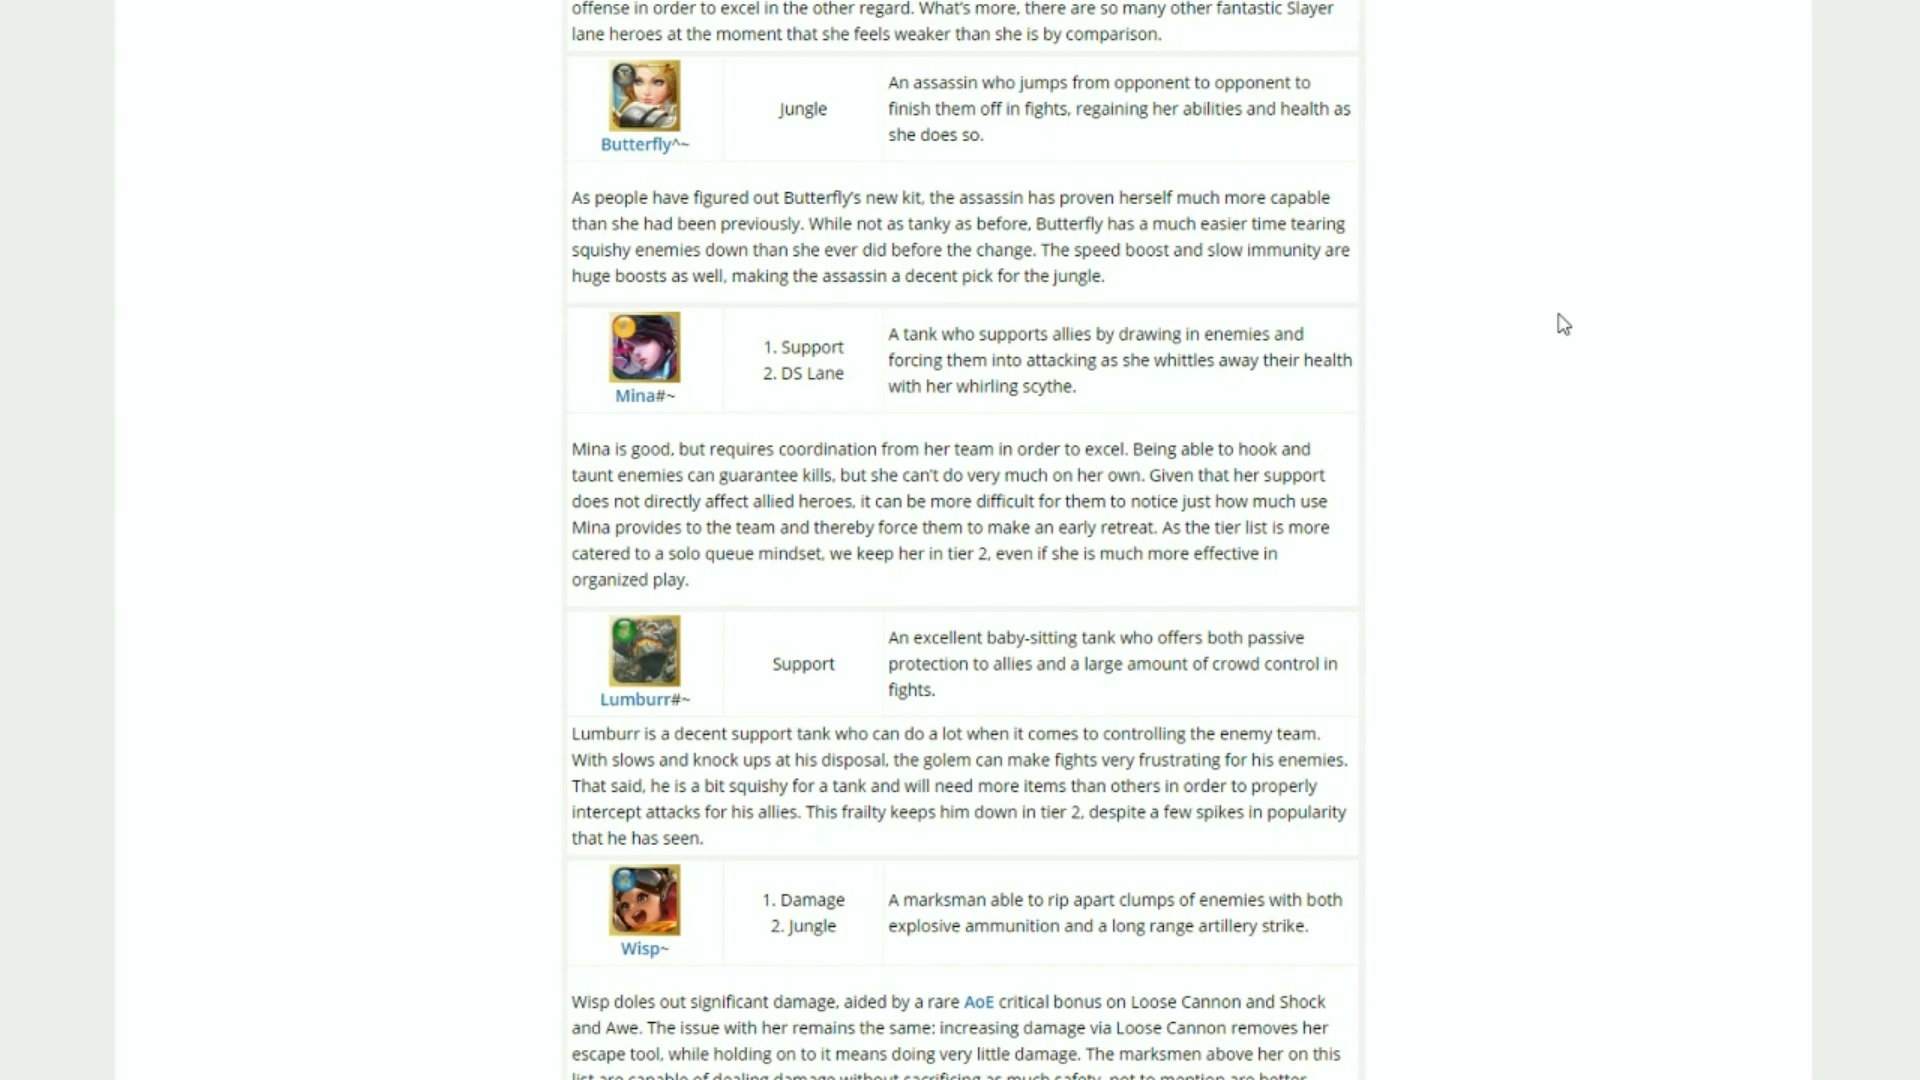 offense in order to excel in the other regard. What's more, there are so many other fantastic Slayer
lane heroes at the moment that she feels weaker than she is by comparison.
Butterfly^~
Jungle
An assassin who jumps from opponent to opponent to
finish them off in fights, regaining her abilities and health as
she does so.
As people have figured out Butterfly's new kit, the assassin has proven herself much more capable
than she had been previously. While not as tanky as before, Butterfly has a much easier time tearing
squishy enemies down than she ever did before the change. The speed boost and slow immunity are
huge boosts as well, making the assassin a decent pick for the jungle.
Mina#~
1. Support
2. DS Lane
A tank who supports allies by drawing in enemies and
forcing them into attacking as she whittles away their health
with her whirling scythe.
Mina is good, but requires coordination from her team in order to excel. Being able to hook and
taunt enemies can guarantee kills, but she can't do very much on her own. Given that her support
does not directly affect allied heroes, it can be more difficult for them to notice just how much use
Mina provides to the team and thereby force them to make an early retreat. As the tier list is more
catered to a solo queue mindset, we keep her in tier 2, even if she is much more effective in
organized play.
Lumburr#~
Support
An excellent baby-sitting tank who offers both passive
protection to allies and a large amount of crowd control in
fights.
Lumburr is a decent support tank who can do a lot when it comes to controlling the enemy team.
With slows and knock ups at his disposal, the golem can make fights very frustrating for his enemies.
That said, he is a bit squishy for a tank and will need more items than others in order to properly
intercept attacks for his allies. This frailty keeps him down in tier 2, despite a few spikes in popularity
that he has seen.
Wisp~
1. Damage
2. Jungle
A marksman able to rip apart clumps of enemies with both
explosive ammunition and a long range artillery strike.
Wisp doles out significant damage, aided by a rare AoE critical bonus on Loose Cannon and Shock
and Awe. The issue with her remains the same: increasing damage via Loose Cannon removes her
escape tool, while holding on to it means doing very little damage. The marksmen above her on this
list are capable of dealing damage without sacrificing as much safety, not to mention are better